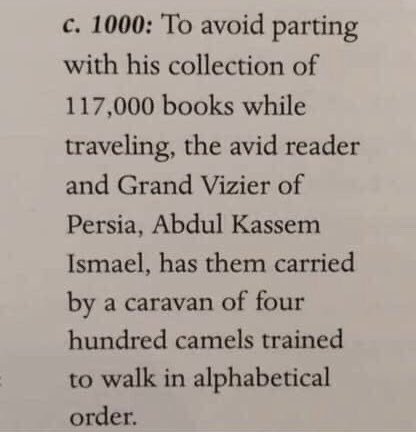 c. 1000: To avoid parting
with his collection of
117,000 books while
traveling, the avid reader
and Grand Vizier of
Persia, Abdul Kassem
Ismael, has them carried
by a caravan of four
hundred camels trained
to walk in alphabetical
order.